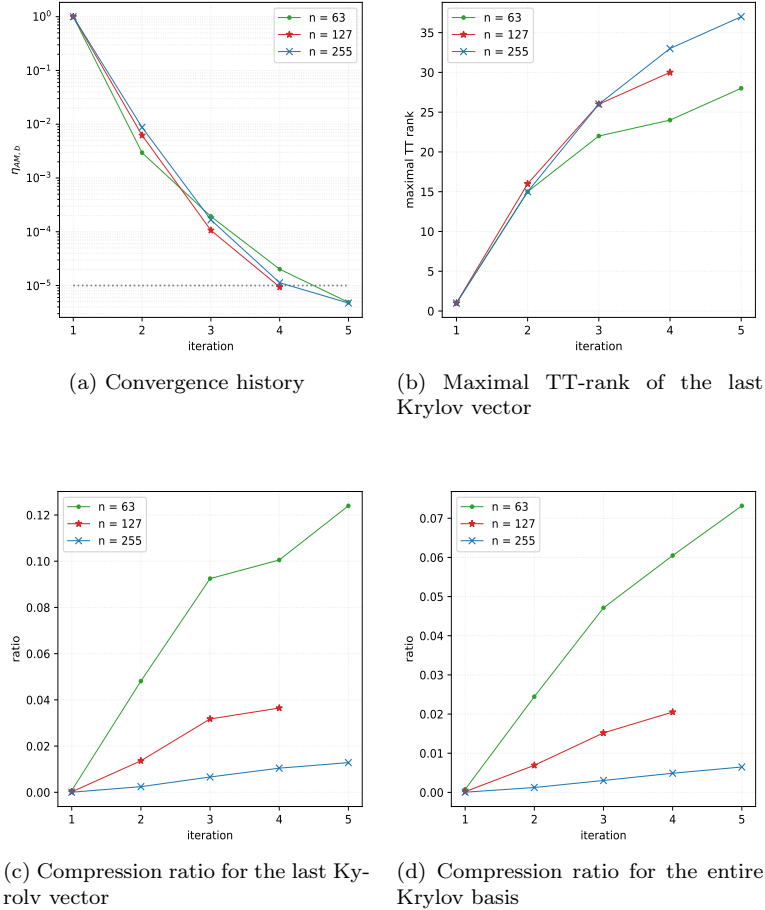 n = 63
n = 127
n = 255
10⁰
10⁻¹
10⁻²
10⁻³
10⁻⁴
10⁻⁵
η_{AM,b}
1 2 3 4 5
iteration
(a) Convergence history
n = 63
n = 127
n = 255
35
30
25
20
15
10
5
0
maximal TT rank
1 2 3 4 5
iteration
(b) Maximal TT-rank of the last
Krylov vector
n = 63
n = 127
n = 255
0.12
0.10
0.08
0.06
0.04
0.02
0.00
ratio
1 2 3 4 5
iteration
(c) Compression ratio for the last Ky-
rolv vector
n = 63
n = 127
n = 255
0.07
0.06
0.05
0.04
0.03
0.02
0.01
0.00
ratio
1 2 3 4 5
iteration
(d) Compression ratio for the entire
Krylov basis